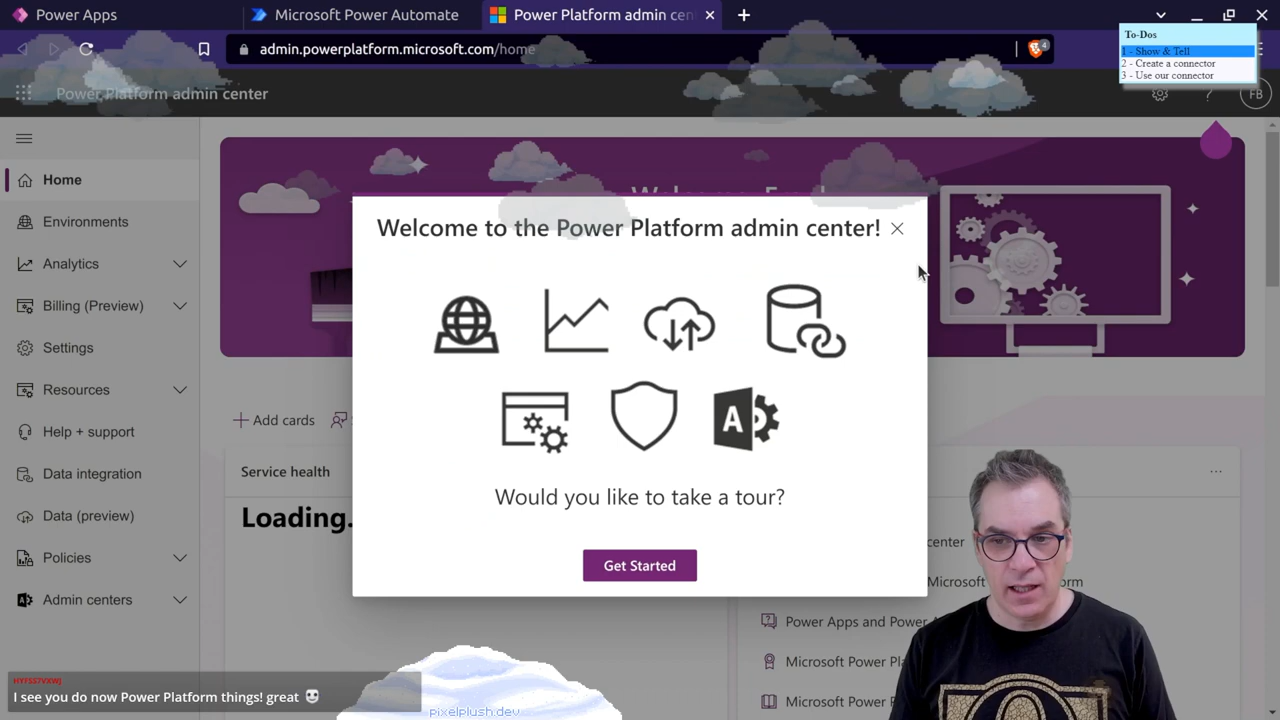 Power Apps
Microsoft Power Automate
Power Platform admin cen
admin.powerplatform.microsoft.com/home
4
To-Dos
1 - Show & Tell
2 - Create a connector
3 - Use our connector
Power Platform admin center
?
FB
Home
Environments
Analytics
Billing (Preview)
Settings
Resources
Help + support
Data integration
Data (preview)
Policies
Admin centers
Welcome to the Power Platform admin center!
A
Would you like to take a tour?
Get Started
Add cards
Service health
Loading.
center
Microsoft
Power Apps and Power A
Microsoft Power Pla
Microsoft Power
HYFS57VXWJ
I see you do now Power Platform things! great
pixelplush.dev